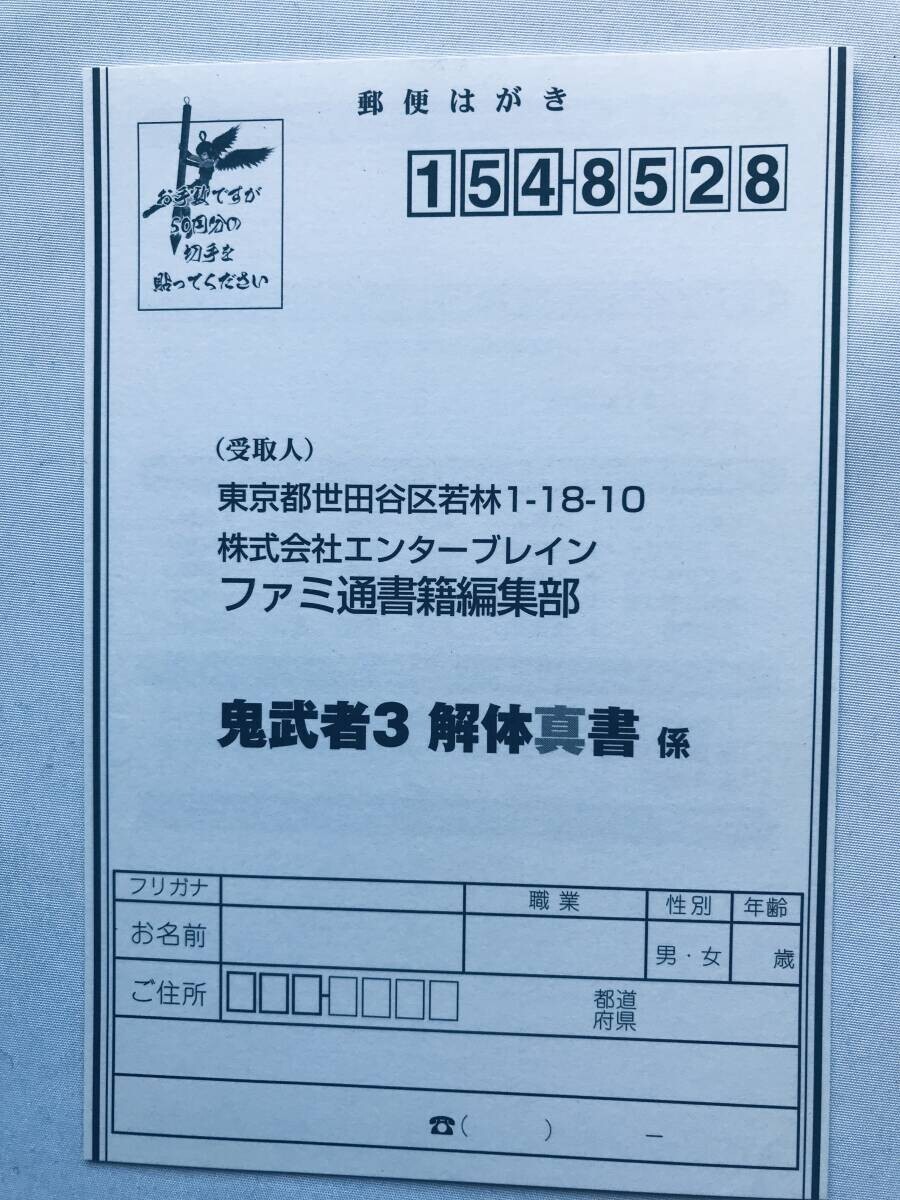 郵便はがき
154-8528
お手数ですが
50円分の
切手を
貼ってください
（受取人）
東京都世田谷区若林1-18-10
株式会社エンターブレイン
ファミ通書籍編集部
鬼武者3 解体真書 係
フリガナ
職業
性別
年齢
お名前
男・女
歳
ご住所
都道
府県
☎(　　　)　　　－